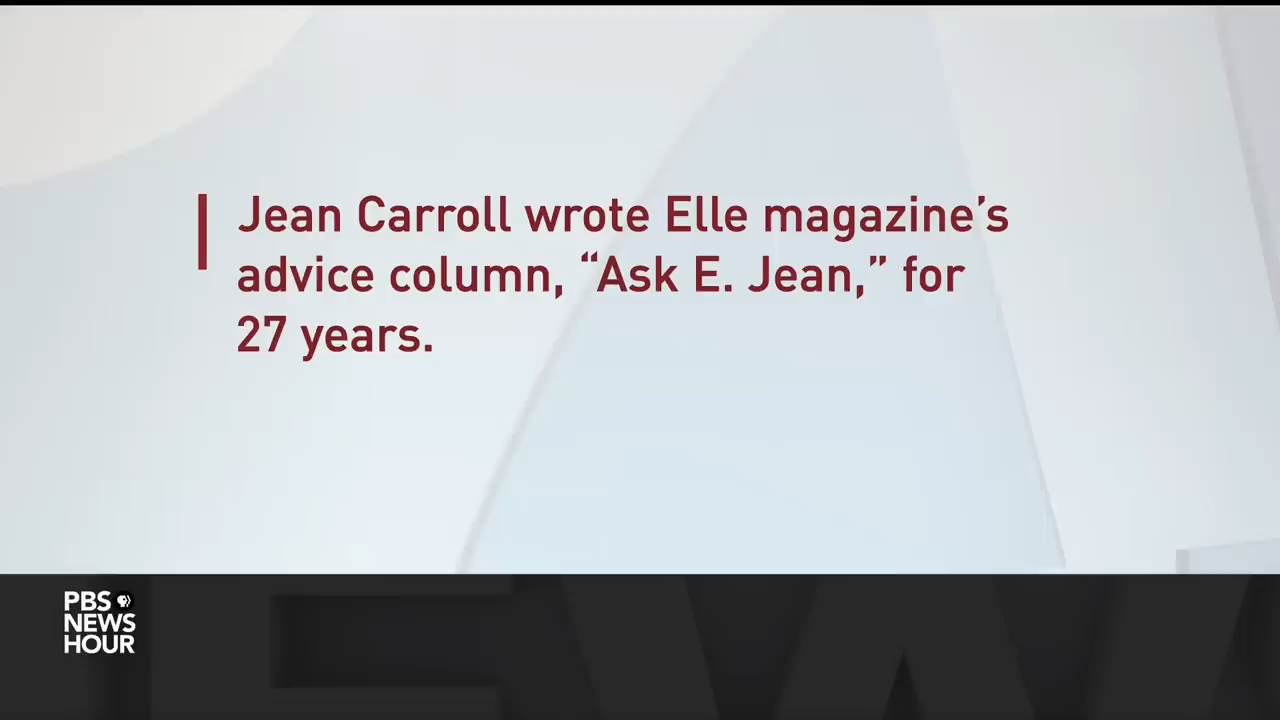 Jean Carroll wrote Elle magazine’s
advice column, “Ask E. Jean,” for
27 years.
PBS
NEWS
HOUR